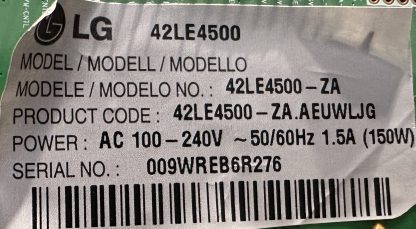 LG 42LE4500
MODEL / MODELL / MODELLO
MODELE / MODELO NO. : 42LE4500-ZA
PRODUCT CODE : 42LE4500-ZA.AEUWLJG
POWER : AC 100-240V ~50/60Hz 1.5A (150W)
SERIAL NO. : 009WREB6R276